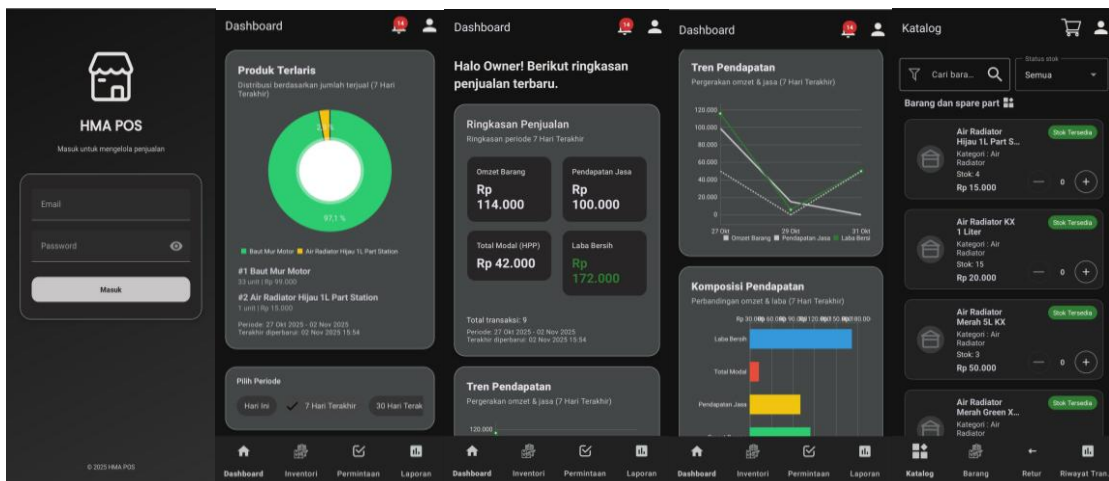 HMA POS
Masuk untuk mengelola penjualan
Email
Password
Masuk
© 2025 HMA POS
Dashboard
14
Produk Terlaris
Distribusi berdasarkan jumlah terjual (7 Hari
Terakhir)
97,1 %
Baut Mur Motor Air Radiator Hijau 1L Part Station
#1 Baut Mur Motor
33 unit | Rp 99.000
#2 Air Radiator Hijau 1L Part Station
1 unit | Rp 15.000
Periode: 27 Okt 2025 - 02 Nov 2025
Terakhir diperbarui: 02 Nov 2025 15:54
Pilih Periode
Hari Ini 7 Hari Terakhir 30 Hari Terak
Dashboard Inventori Permintaan Laporan
Dashboard
14
Halo Owner! Berikut ringkasan
penjualan terbaru.
Ringkasan Penjualan
Ringkasan periode 7 Hari Terakhir
Omzet Barang
Rp
114.000
Pendapatan Jasa
Rp
100.000
Total Modal (HPP)
Rp 42.000
Laba Bersih
Rp
172.000
Total transaksi: 9
Periode: 27 Okt 2025 - 02 Nov 2025
Terakhir diperbarui: 02 Nov 2025 15:54
Tren Pendapatan
Pergerakan omzet & jasa (7 Hari Terakhir)
120.000
Dashboard Inventori Permintaan Laporan
Dashboard
14
Tren Pendapatan
Pergerakan omzet & jasa (7 Hari Terakhir)
120.000
100.000
80.000
60.000
40.000
20.000
0
27 Okt 29 Okt 31 Okt
Omzet Barang Pendapatan Jasa Laba Bersi
Komposisi Pendapatan
Perbandingan omzet & laba (7 Hari Terakhir)
Laba Bersih
Total Modal
Pendapatan Jasa
Dashboard Inventori Permintaan Laporan
Katalog
Cari bara...
Status stok
Semua
Barang dan spare part
Air Radiator
Hijau 1L Part S...
Stok Tersedia
Kategori : Air
Radiator
Stok: 4
Rp 15.000
0
Air Radiator KX
1 Liter
Stok Tersedia
Kategori : Air
Radiator
Stok: 15
Rp 20.000
0
Air Radiator
Merah 5L KX
Stok Tersedia
Kategori : Air
Radiator
Stok: 3
Rp 50.000
0
Air Radiator
Merah Green X...
Stok Tersedia
Kategori : Air
Radiator
Katalog Barang Retur Riwayat Tran.